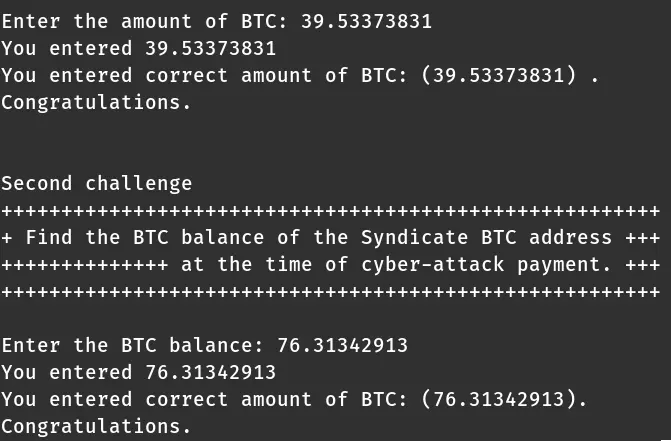 Enter the amount of BTC: 39.53373831
You entered 39.53373831
You entered correct amount of BTC: (39.53373831) .
Congratulations.
Second challenge
+++++++++++++++++++++++++++++++++++++++++++++++++++++++
+ Find the BTC balance of the Syndicate BTC address +++
++++++++++++++ at the time of cyber-attack payment. +++
+++++++++++++++++++++++++++++++++++++++++++++++++++++++
Enter the BTC balance: 76.31342913
You entered 76.31342913
You entered correct amount of BTC: (76.31342913).
Congratulations.